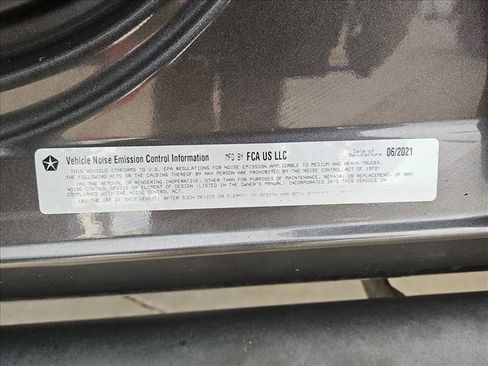 Vehicle Noise Emission Control Information MFD BY FCA US LLC Date of Manufacture 06/2021
THIS VEHICLE CONFORMS TO U.S. EPA REGULATIONS FOR NOISE EMISSION APPLICABLE TO MEDIUM AND HEAVY TRUCKS.
THE FOLLOWING ACTS OR THE CAUSING THEREOF BY ANY PERSON ARE PROHIBITED BY THE NOISE CONTROL ACT OF 1972:
(A) THE REMOVAL OR RENDERING INOPERATIVE, OTHER THAN FOR PURPOSES OF MAINTENANCE, REPAIR, OR REPLACEMENT, OF ANY
NOISE CONTROL DEVICE OR ELEMENT OF DESIGN (LISTED IN THE OWNER'S MANUAL) INCORPORATED INTO THIS VEHICLE IN
COMPLIANCE WITH THE NOISE CONTROL ACT.
(B) THE USE OF THIS VEHICLE AFTER SUCH DEVICE OR ELEMENT OF DESIGN HAS BEEN